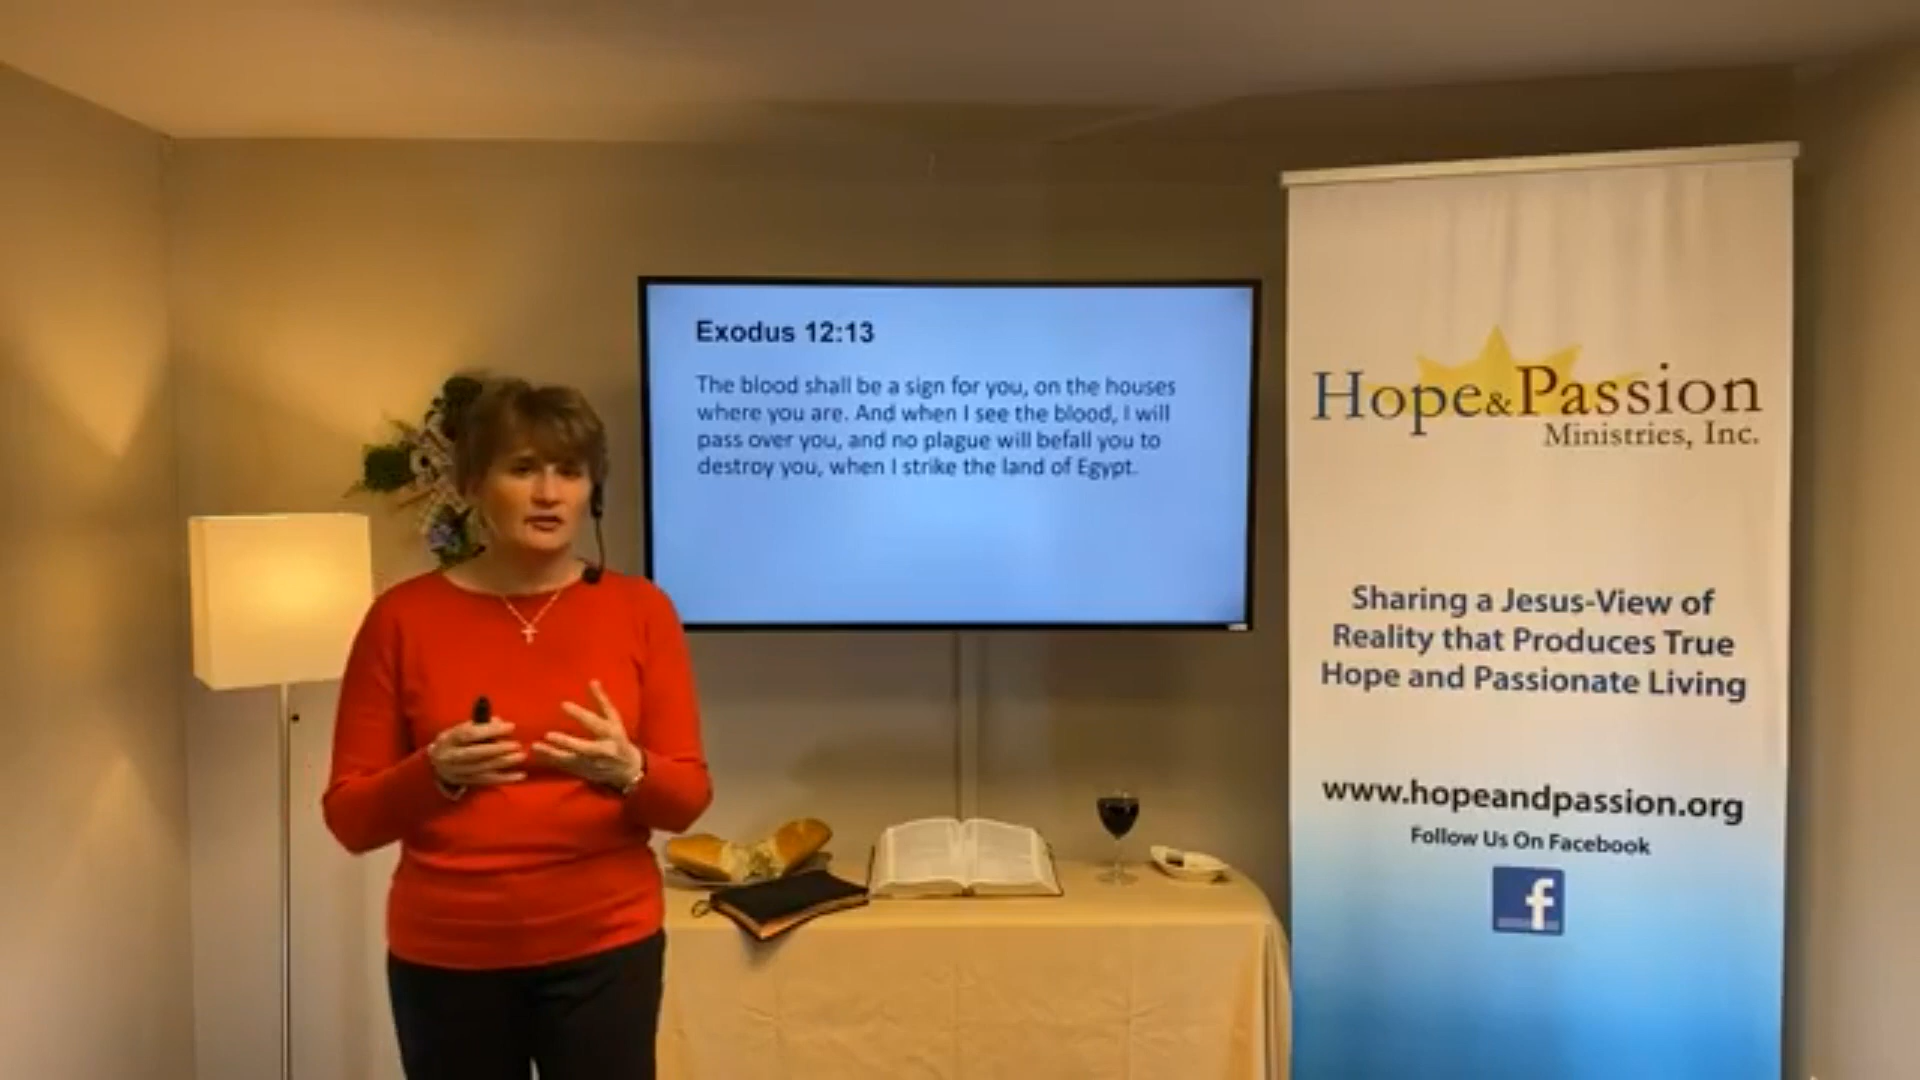 Exodus 12:13
The blood shall be a sign for you, on the houses
where you are. And when I see the blood, I will
pass over you, and no plague will befall you to
destroy you, when I strike the land of Egypt.
Hope&Passion
Ministries, Inc.
Sharing a Jesus-View of
Reality that Produces True
Hope and Passionate Living
www.hopeandpassion.org
Follow Us On Facebook
f